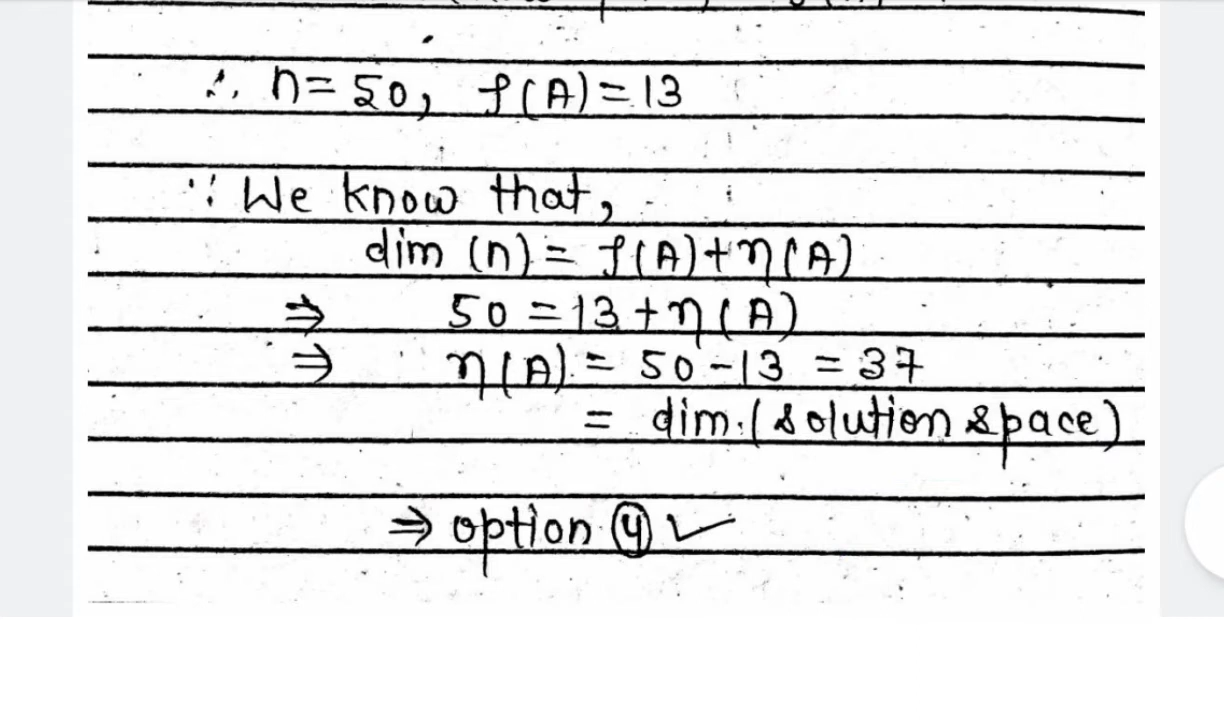 ∴ n = 50, ρ(A) = 13
∵ We know that,
dim (n) = ρ(A) + η(A)
⇒ 50 = 13 + η(A)
⇒ η(A) = 50 - 13 = 37
= dim.(solution space)
⇒ option ④ ✓